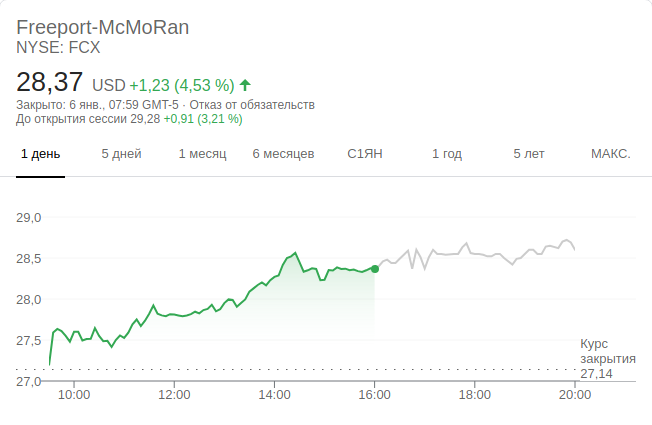 Freeport-McMoRan
NYSE: FCX
28,37 USD +1,23 (4,53 %)
Закрыто: 6 янв., 07:59 GMT-5 · Отказ от обязательств
До открытия сессии 29,28 +0,91 (3,21 %)
1 день 5 дней 1 месяц 6 месяцев С1ЯН 1 год 5 лет МАКС.
29,0
28,5
28,0
27,5
27,0
Курс
закрытия
27,14
10:00 12:00 14:00 16:00 18:00 20:00